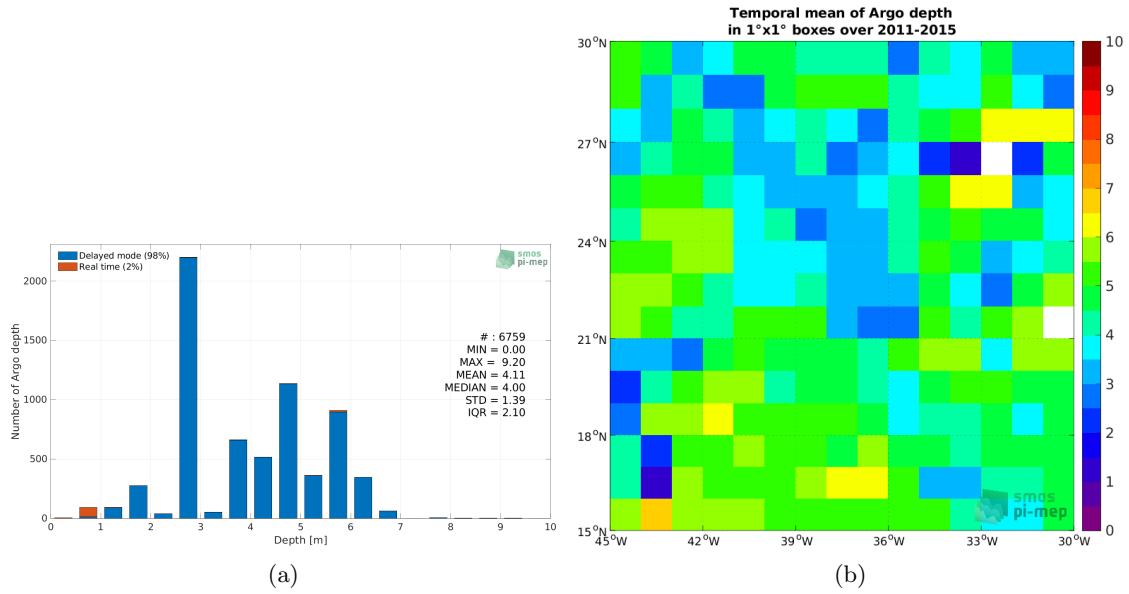 Temporal mean of Argo depth
in 1°x1° boxes over 2011-2015
Delayed mode (98%)
Real time (2%)
smos
pi-mep
# : 6759
MIN = 0.00
MAX = 9.20
MEAN = 4.11
MEDIAN = 4.00
STD = 1.39
IQR = 2.10
Number of Argo depth
2000
1500
1000
500
0
0 1 2 3 4 5 6 7 8 9 10
Depth [m]
(a)
30°N
27°N
24°N
21°N
18°N
15°N
45°W 42°W 39°W 36°W 33°W 30°W
smos
pi-mep
10
9
8
7
6
5
4
3
2
1
0
(b)